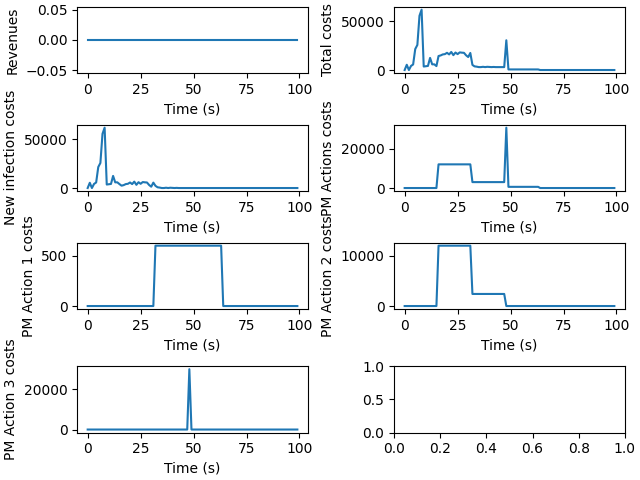 Revenues
0.05
0.00
−0.05
0 25 50 75 100
Time (s)
Total costs
50000
0
0 25 50 75 100
Time (s)
New infection costs
50000
0
0 25 50 75 100
Time (s)
PM Actions costs
20000
0
0 25 50 75 100
Time (s)
PM Action 1 costs
500
0
0 25 50 75 100
Time (s)
PM Action 2 costs
10000
0
0 25 50 75 100
Time (s)
PM Action 3 costs
20000
0
0 25 50 75 100
Time (s)
1.0
0.5
0.0
0.0 0.2 0.4 0.6 0.8 1.0